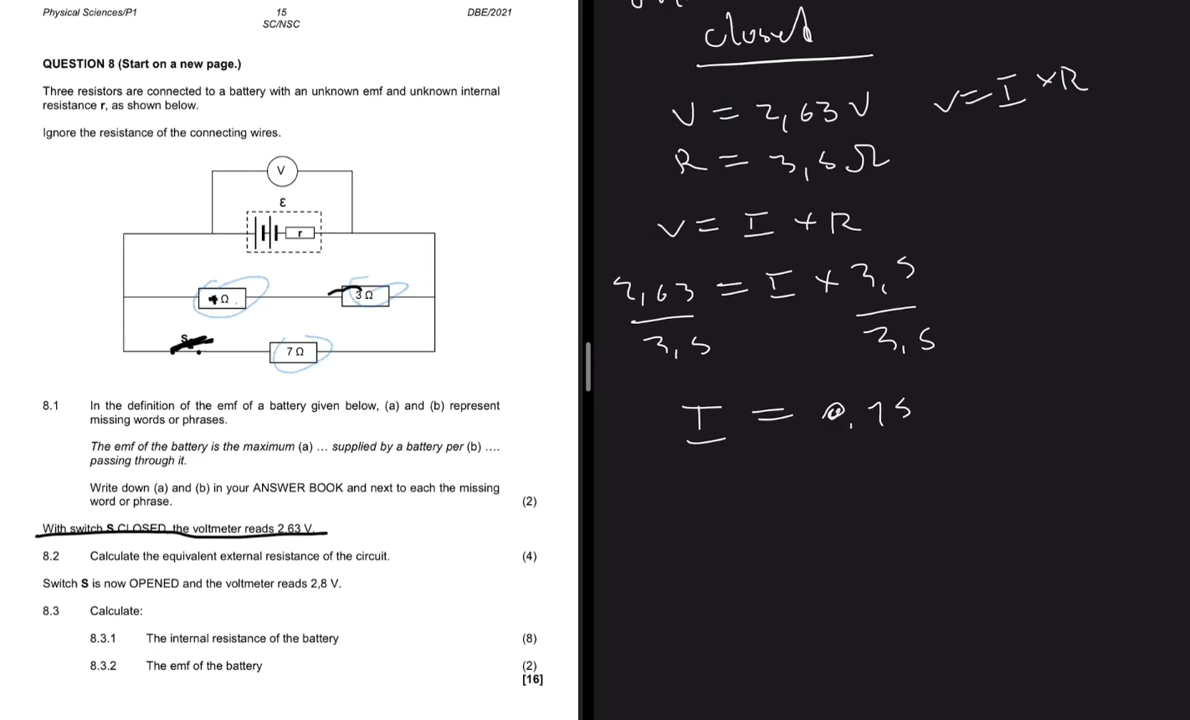 Physical Sciences/P1 15 DBE/2021
SC/NSC
QUESTION 8 (Start on a new page.)
Three resistors are connected to a battery with an unknown emf and unknown internal
resistance r, as shown below.
Ignore the resistance of the connecting wires.
V
ε
r
4 Ω 3 Ω
S
7 Ω
8.1 In the definition of the emf of a battery given below, (a) and (b) represent
missing words or phrases.
The emf of the battery is the maximum (a) ... supplied by a battery per (b) ....
passing through it.
Write down (a) and (b) in your ANSWER BOOK and next to each the missing
word or phrase. (2)
With switch S CLOSED, the voltmeter reads 2,63 V.
8.2 Calculate the equivalent external resistance of the circuit. (4)
Switch S is now OPENED and the voltmeter reads 2,8 V.
8.3 Calculate:
8.3.1 The internal resistance of the battery (8)
8.3.2 The emf of the battery (2)
[16]
closed
V = 2,63 V V = I × R
R = 3,5 Ω
V = I × R
2,63 = I × 3,5
3,5 3,5
I = 0,75